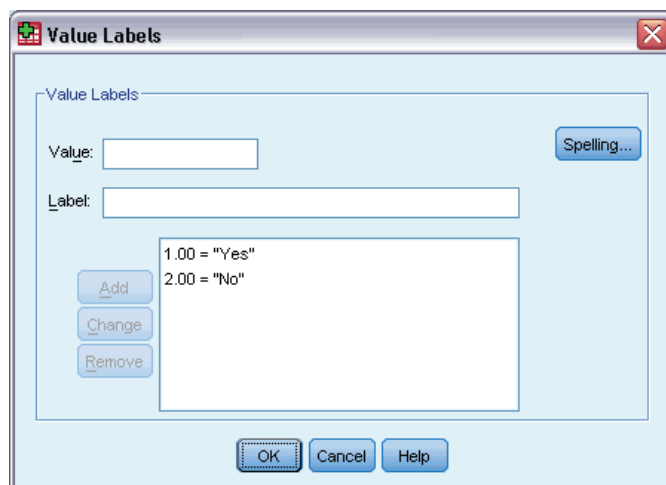 Value Labels
Value Labels
Value:
Spelling...
Label:
1.00 = "Yes"
2.00 = "No"
Add
Change
Remove
OK Cancel Help